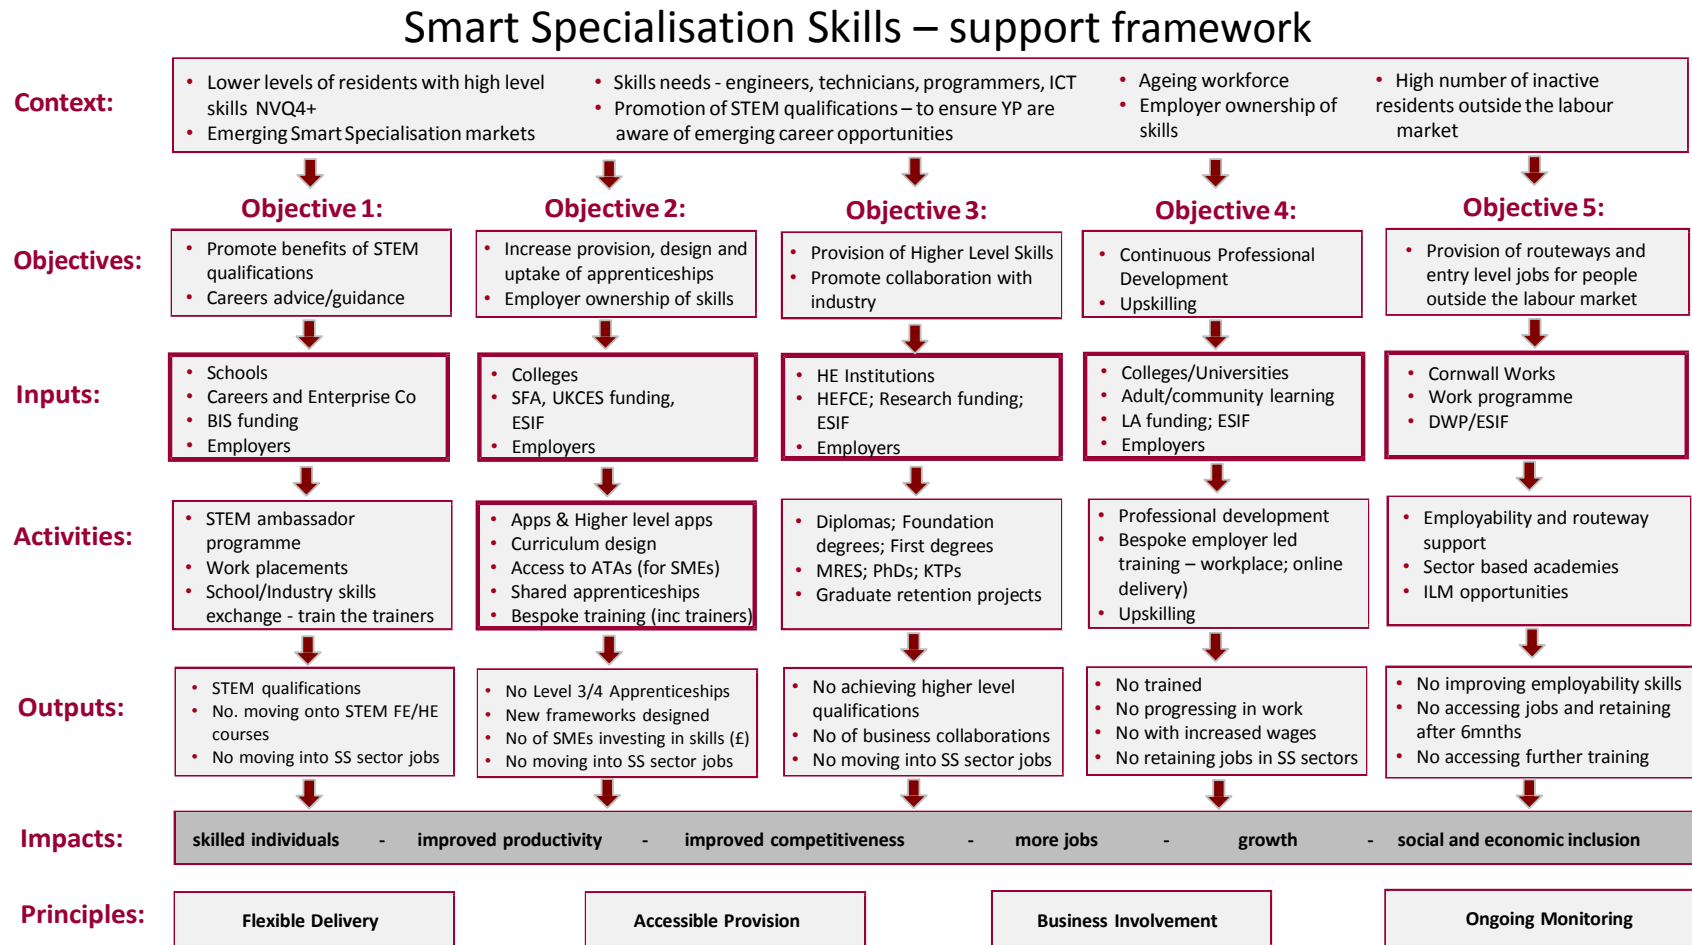 Smart Specialisation Skills – support framework
Context:
• Lower levels of residents with high level
skills NVQ4+
• Emerging Smart Specialisation markets
• Skills needs - engineers, technicians, programmers, ICT
• Promotion of STEM qualifications – to ensure YP are
aware of emerging career opportunities
• Ageing workforce
• Employer ownership of
skills
• High number of inactive
residents outside the labour
market
Objective 1:
Objective 2:
Objective 3:
Objective 4:
Objective 5:
Objectives:
• Promote benefits of STEM
qualifications
• Careers advice/guidance
• Increase provision, design and
uptake of apprenticeships
• Employer ownership of skills
• Provision of Higher Level Skills
• Promote collaboration with
industry
• Continuous Professional
Development
• Upskilling
• Provision of routeways and
entry level jobs for people
outside the labour market
Inputs:
• Schools
• Careers and Enterprise Co
• BIS funding
• Employers
• Colleges
• SFA, UKCES funding,
ESIF
• Employers
• HE Institutions
• HEFCE; Research funding;
ESIF
• Employers
• Colleges/Universities
• Adult/community learning
• LA funding; ESIF
• Employers
• Cornwall Works
• Work programme
• DWP/ESIF
Activities:
• STEM ambassador
programme
• Work placements
• School/Industry skills
exchange - train the trainers
• Apps & Higher level apps
• Curriculum design
• Access to ATAs (for SMEs)
• Shared apprenticeships
• Bespoke training (inc trainers)
• Diplomas; Foundation
degrees; First degrees
• MRES; PhDs; KTPs
• Graduate retention projects
• Professional development
• Bespoke employer led
training – workplace; online
delivery)
• Upskilling
• Employability and routeway
support
• Sector based academies
• ILM opportunities
Outputs:
• STEM qualifications
• No. moving onto STEM FE/HE
courses
• No moving into SS sector jobs
• No Level 3/4 Apprenticeships
• New frameworks designed
• No of SMEs investing in skills (£)
• No moving into SS sector jobs
• No achieving higher level
qualifications
• No of business collaborations
• No moving into SS sector jobs
• No trained
• No progressing in work
• No with increased wages
• No retaining jobs in SS sectors
• No improving employability skills
• No accessing jobs and retaining
after 6mnths
• No accessing further training
Impacts:
skilled individuals - improved productivity - improved competitiveness - more jobs - growth - social and economic inclusion
Principles:
Flexible Delivery
Accessible Provision
Business Involvement
Ongoing Monitoring